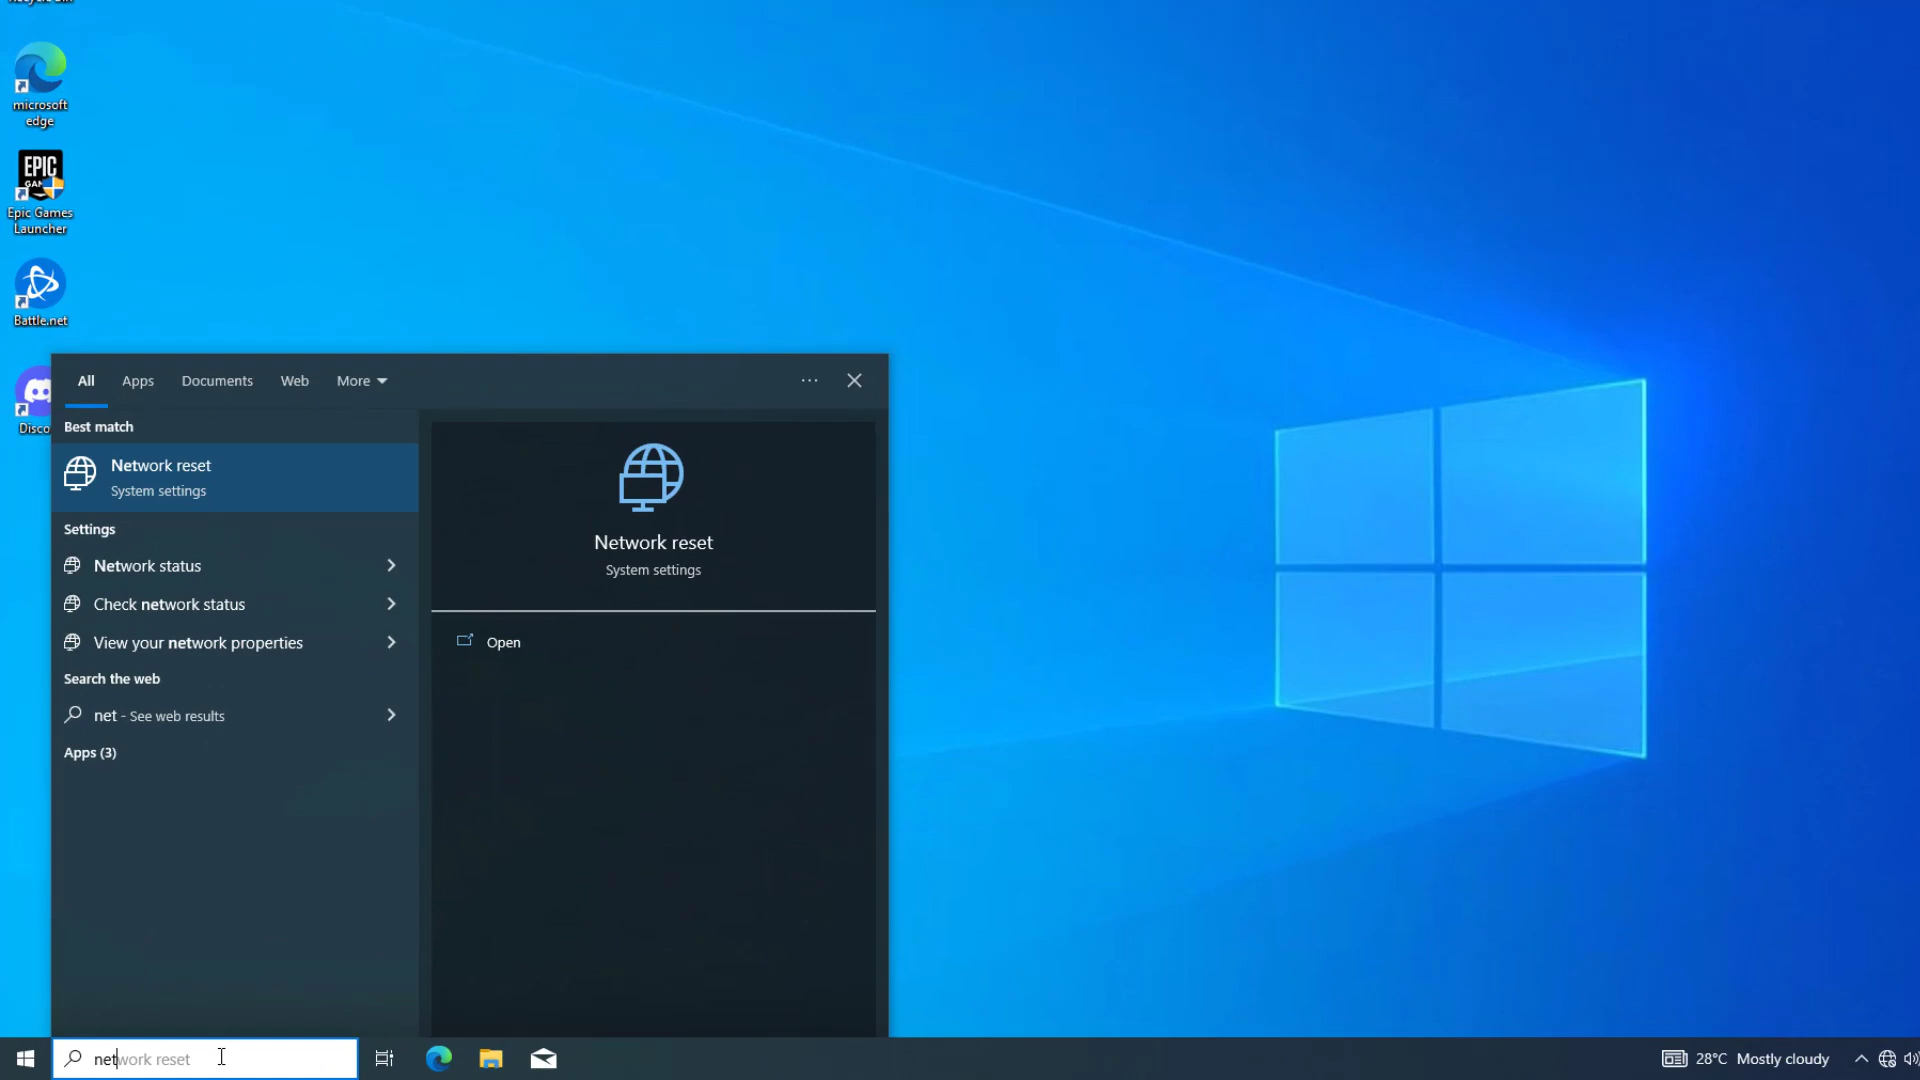 microsoft
edge
EPIC
Epic Games
Launcher
Battle.net
All
Apps
Documents
Web
More
Best match
Network reset
System settings
Settings
Network status
Check network status
View your network properties
Search the web
net - See web results
Apps (3)
Network reset
System settings
Open
network reset
28°C Mostly cloudy